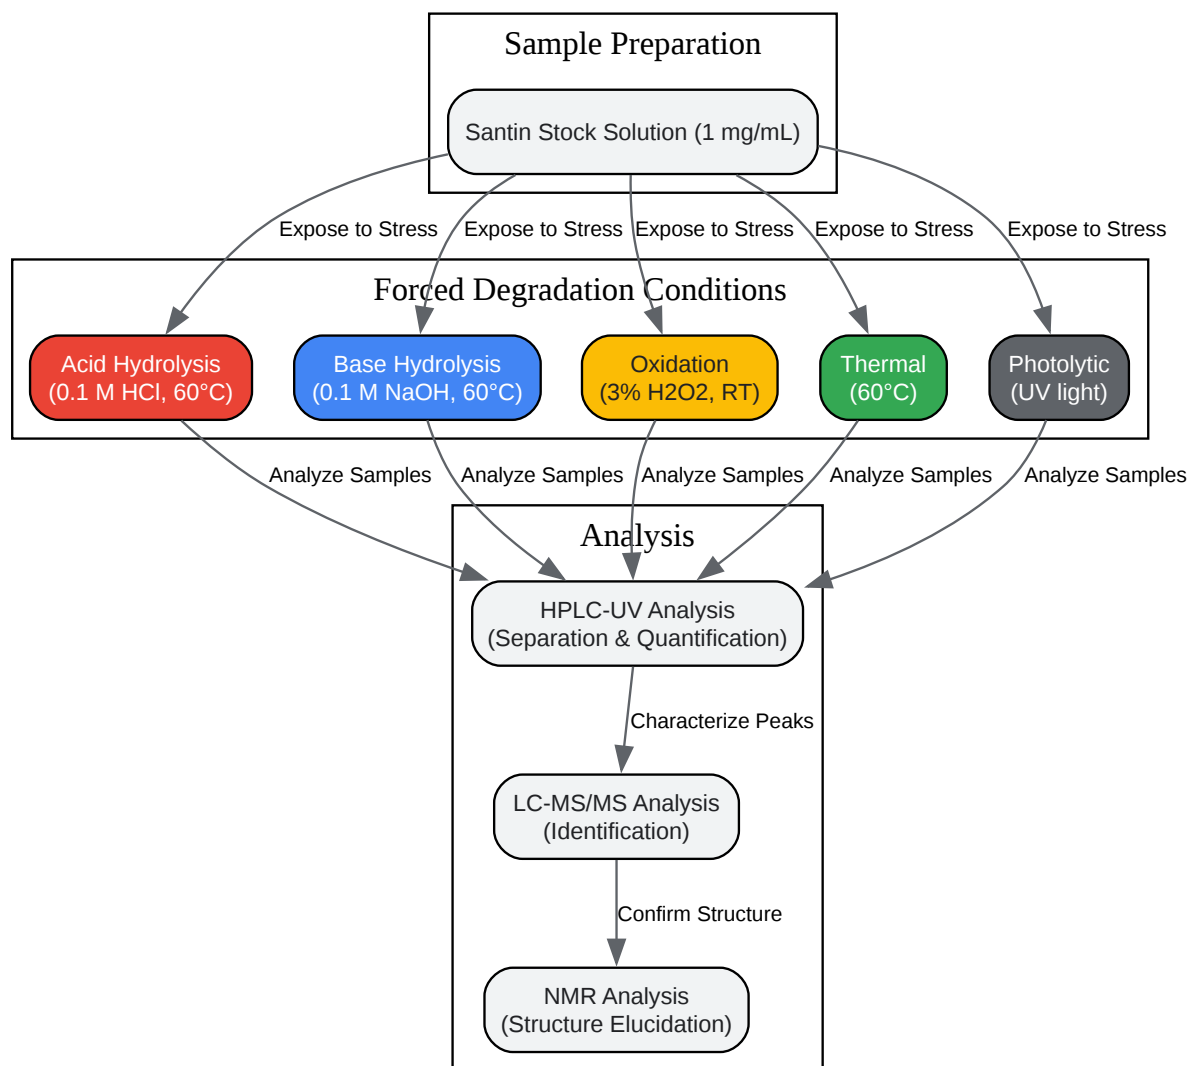 Sample Preparation
Santin Stock Solution (1 mg/mL)
Expose to Stress
Expose to Stress
Expose to Stress
Expose to Stress
Expose to Stress
Forced Degradation Conditions
Acid Hydrolysis
(0.1 M HCl, 60°C)
Base Hydrolysis
(0.1 M NaOH, 60°C)
Oxidation
(3% H2O2, RT)
Thermal
(60°C)
Photolytic
(UV light)
Analyze Samples
Analyze Samples
Analyze Samples
Analyze Samples
Analyze Samples
Analysis
HPLC-UV Analysis
(Separation & Quantification)
Characterize Peaks
LC-MS/MS Analysis
(Identification)
Confirm Structure
NMR Analysis
(Structure Elucidation)